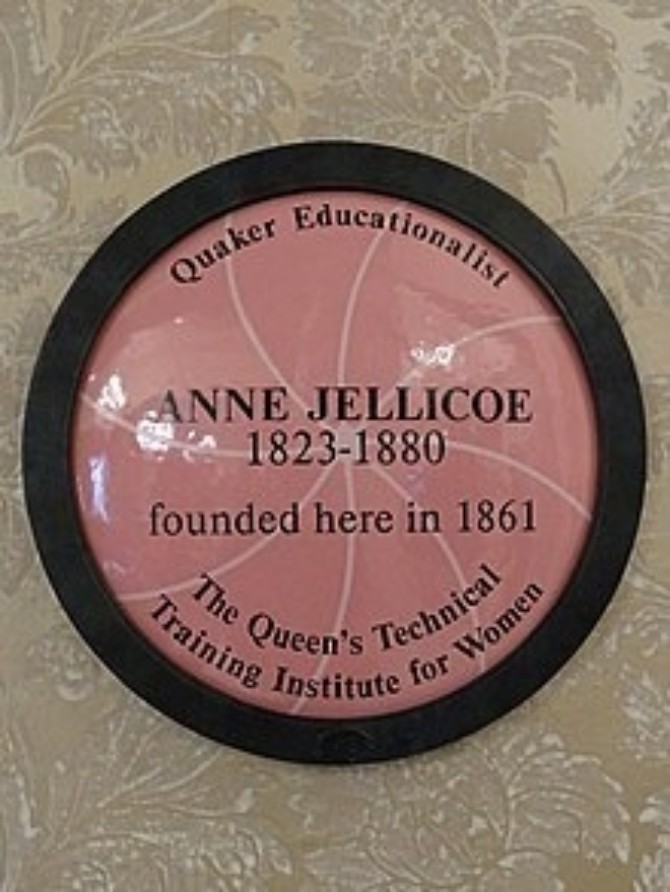 Quaker Educationalist
ANNE JELLICOE
1823-1880
founded here in 1861
The Queen's Technical
Training Institute for Women